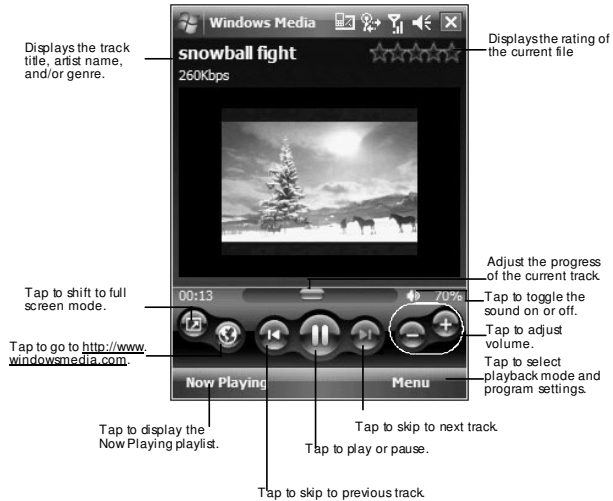 Windows Media
Displays the track
title, artist name,
and/or genre.
snowball fight
260Kbps
Displays the rating of
the current file
Adjust the progress
of the current track.
00:13
70%
Tap to shift to full
screen mode.
Tap to toggle the
sound on or off.
Tap to adjust
volume.
Tap to go to http://www.
windowsmedia.com.
Tap to select
playback mode and
program settings.
Now Playing
Menu
Tap to display the
Now Playing playlist.
Tap to skip to next track.
Tap to play or pause.
Tap to skip to previous track.